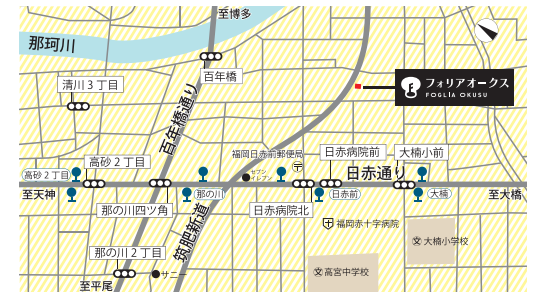 至博多
那珂川
清川3丁目
百年橋
フォリアオークス
FOGLIA OKUSU
百年橋通り
福岡日赤前郵便局
日赤病院前
大楠小前
高砂2丁目
高砂2丁目
セブン
イレブン
日赤通り
至天神
那の川
日赤前
大楠
至大橋
那の川四ツ角
日赤病院北
筑肥新道
福岡赤十字病院
大楠小学校
那の川2丁目
サニー
高宮中学校
至平尾